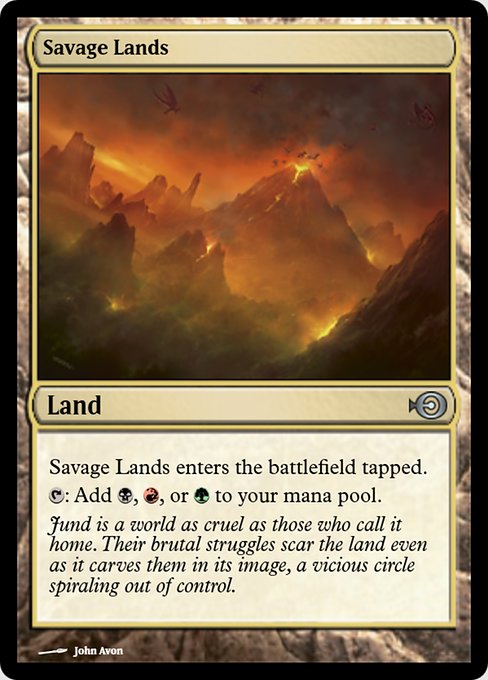 Savage Lands
Land
Savage Lands enters the battlefield tapped.
: Add , , or to your mana pool.
Jund is a world as cruel as those who call it
home. Their brutal struggles scar the land even
as it carves them in its image, a vicious circle
spiraling out of control.
John Avon